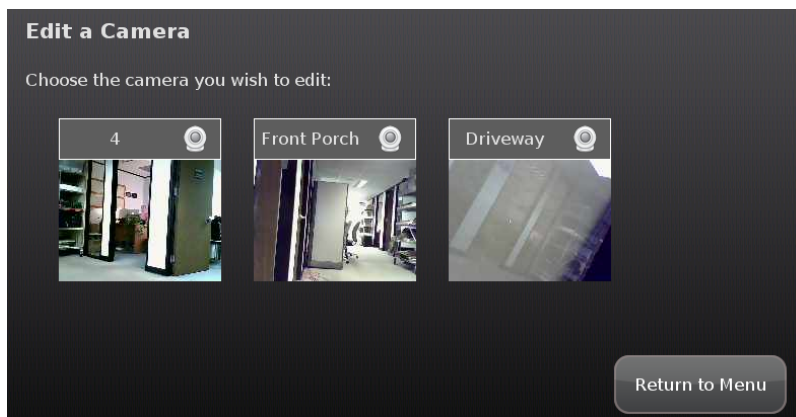 Edit a Camera
Choose the camera you wish to edit:
4
Front Porch
Driveway
Return to Menu